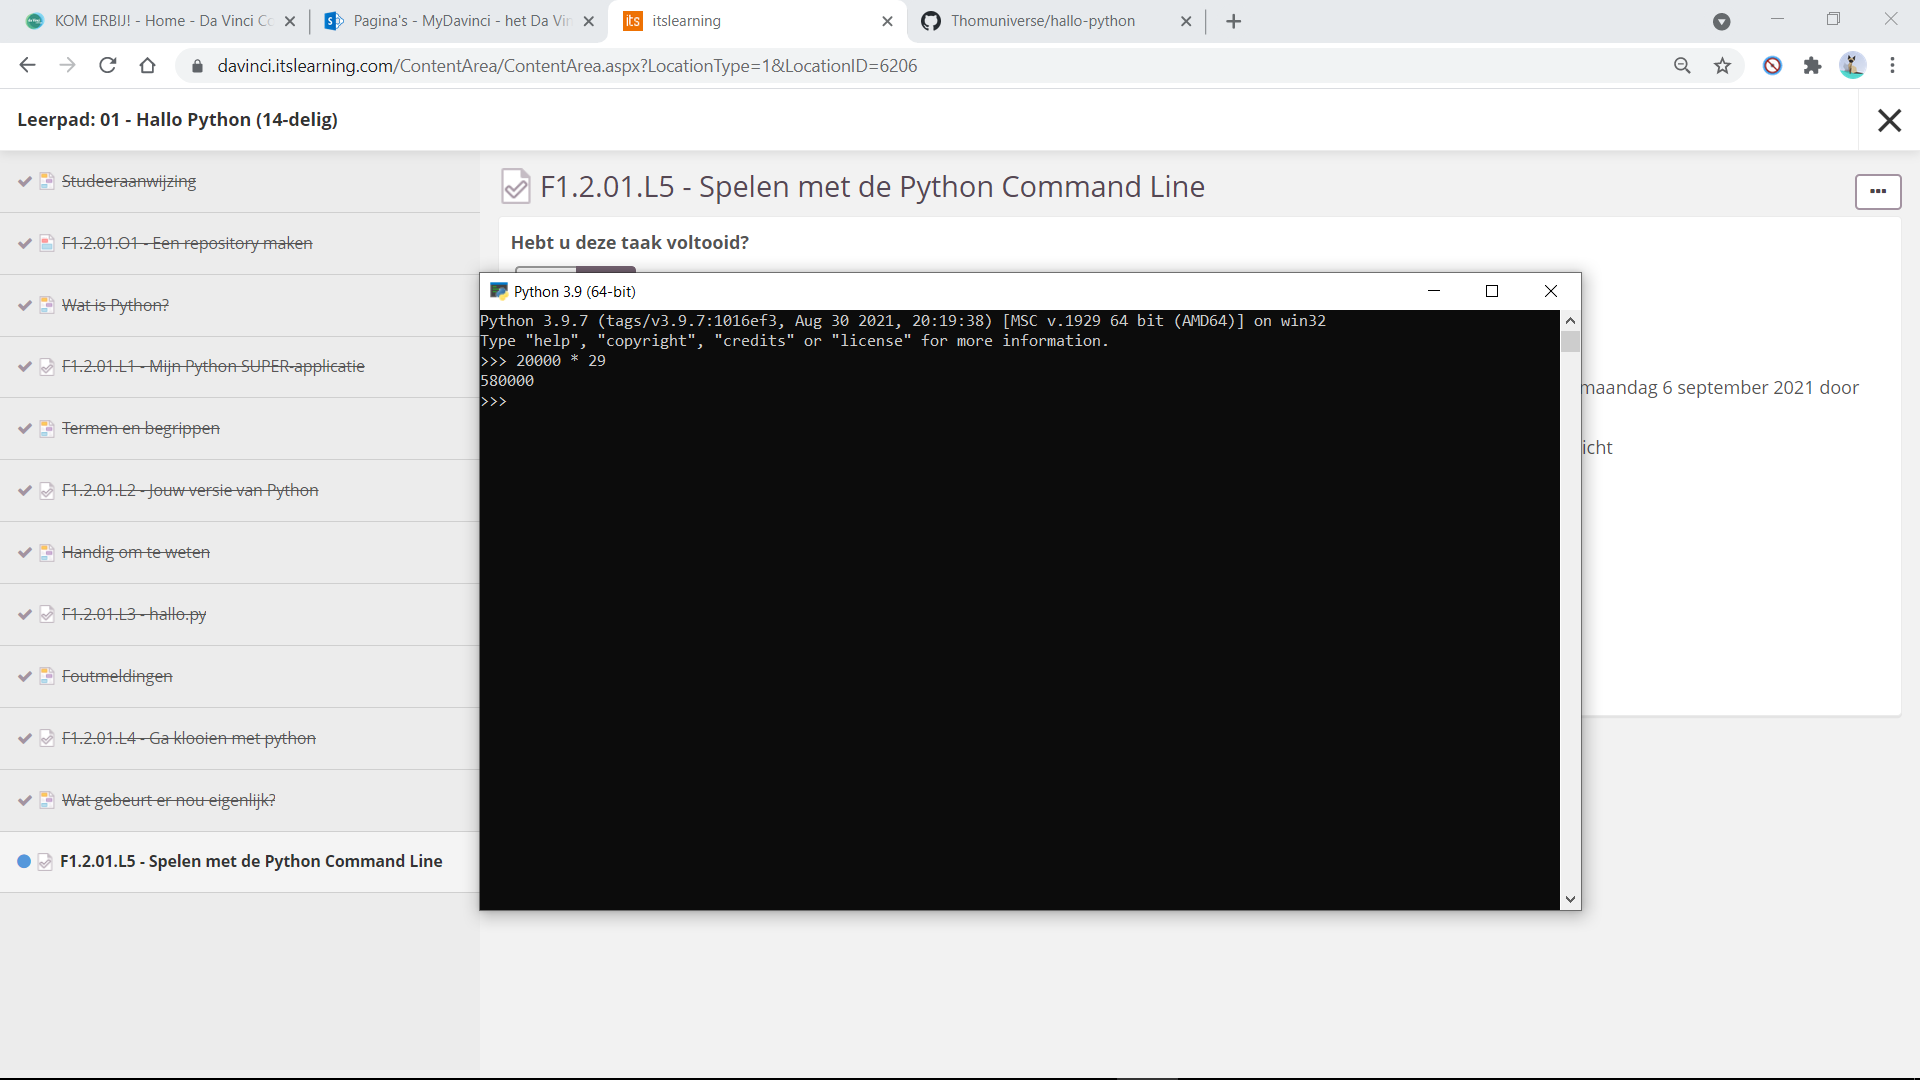 KOM ERBIJ! - Home - Da Vinci Co
Pagina's - MyDavinci - het Da Vin
its itslearning
Thomuniverse/hallo-python
davinci.itslearning.com/ContentArea/ContentArea.aspx?LocationType=1&LocationID=6206
Leerpad: 01 - Hallo Python (14-delig)
Studeeraanwijzing
F1.2.01.O1 - Een repository maken
Wat is Python?
F1.2.01.L1 - Mijn Python SUPER-applicatie
Termen en begrippen
F1.2.01.L2 - Jouw versie van Python
Handig om te weten
F1.2.01.L3 - hallo.py
Foutmeldingen
F1.2.01.L4 - Ga klooien met python
Wat gebeurt er nou eigenlijk?
F1.2.01.L5 - Spelen met de Python Command Line
F1.2.01.L5 - Spelen met de Python Command Line
Hebt u deze taak voltooid?
maandag 6 september 2021 door
icht
Python 3.9 (64-bit)
Python 3.9.7 (tags/v3.9.7:1016ef3, Aug 30 2021, 20:19:38) [MSC v.1929 64 bit (AMD64)] on win32
Type "help", "copyright", "credits" or "license" for more information.
>>> 20000 * 29
580000
>>>